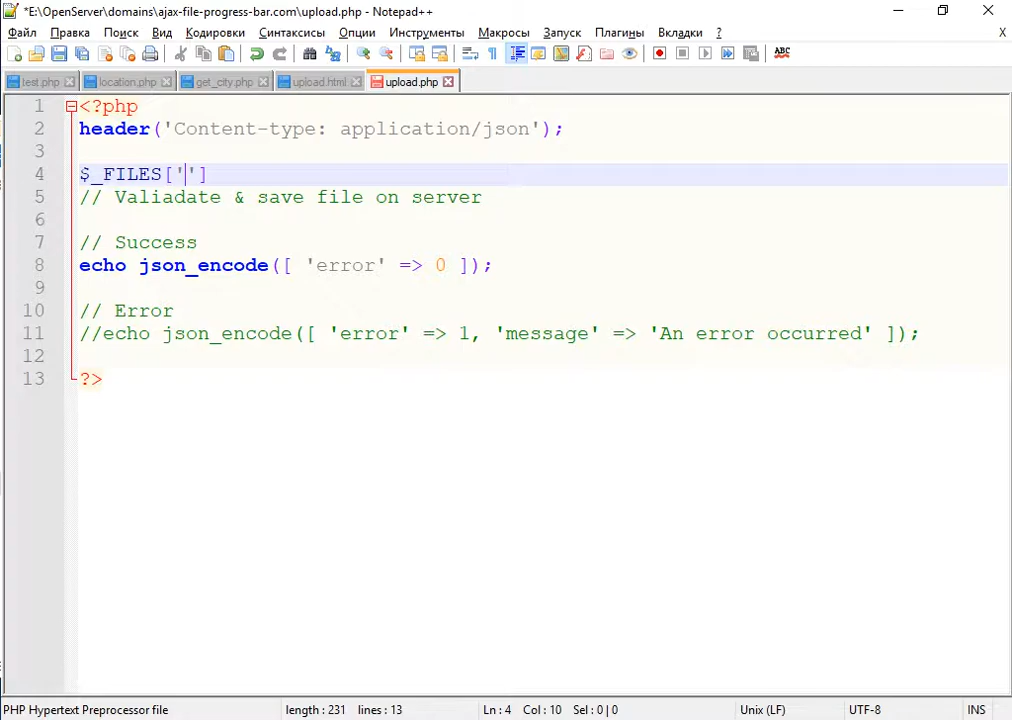 *E:\OpenServer\domains\ajax-file-progress-bar.com\upload.php - Notepad++
Файл Правка Поиск Вид Кодировки Синтаксисы Опции Инструменты Макросы Запуск Плагины Вкладки ? X
test.php location.php get_city.php upload.html upload.php
1 <?php
2 header('Content-type: application/json');
3
4 $_FILES['']
5 // Valiadate & save file on server
6
7 // Success
8 echo json_encode([ 'error' => 0 ]);
9
10 // Error
11 //echo json_encode([ 'error' => 1, 'message' => 'An error occurred' ]);
12
13 ?>
PHP Hypertext Preprocessor file length : 231 lines : 13 Ln : 4 Col : 10 Sel : 0 | 0 Unix (LF) UTF-8 INS